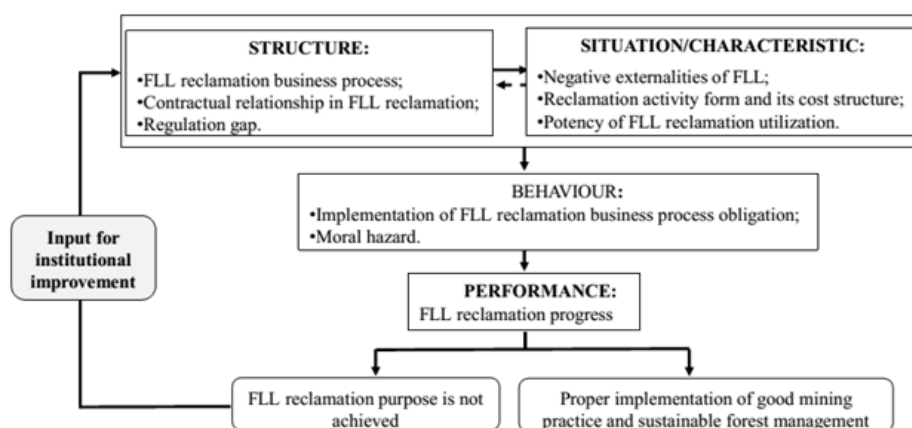 STRUCTURE:
•FLL reclamation business process;
•Contractual relationship in FLL reclamation;
•Regulation gap.
SITUATION/CHARACTERISTIC:
•Negative externalities of FLL;
•Reclamation activity form and its cost structure;
•Potency of FLL reclamation utilization.
BEHAVIOUR:
•Implementation of FLL reclamation business process obligation;
•Moral hazard.
Input for
institutional
improvement
PERFORMANCE:
FLL reclamation progress
FLL reclamation purpose is not
achieved
Proper implementation of good mining
practice and sustainable forest management